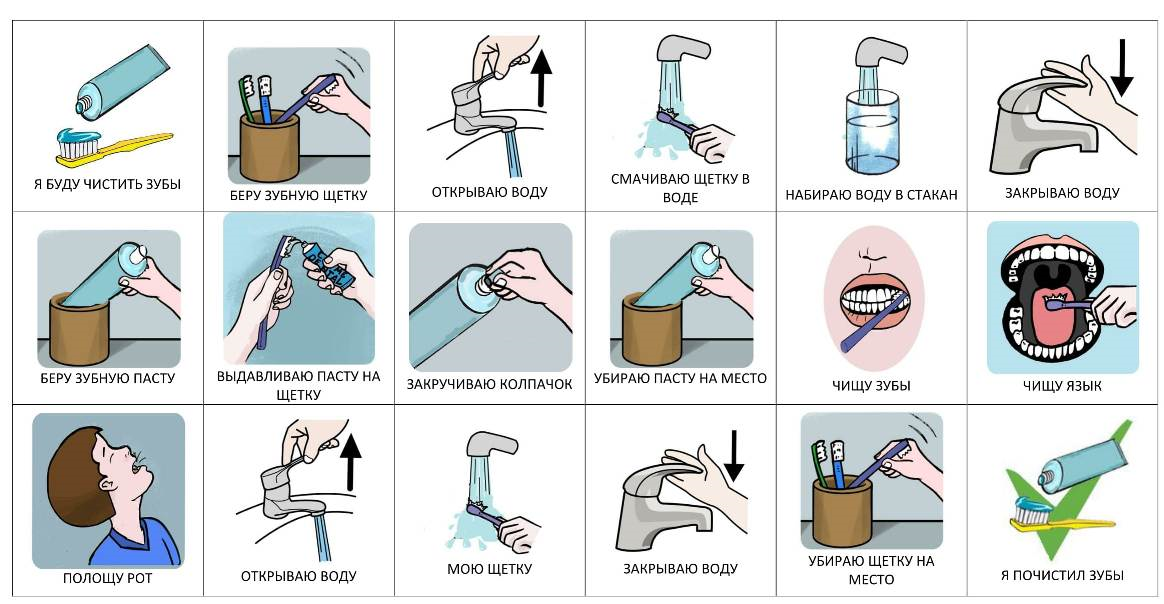 Я БУДУ ЧИСТИТЬ ЗУБЫ
БЕРУ ЗУБНУЮ ЩЕТКУ
ОТКРЫВАЮ ВОДУ
СМАЧИВАЮ ЩЕТКУ В
ВОДЕ
НАБИРАЮ ВОДУ В СТАКАН
ЗАКРЫВАЮ ВОДУ
БЕРУ ЗУБНУЮ ПАСТУ
ВЫДАВЛИВАЮ ПАСТУ НА
ЩЕТКУ
ЗАКРУЧИВАЮ КОЛПАЧОК
УБИРАЮ ПАСТУ НА МЕСТО
ЧИЩУ ЗУБЫ
ЧИЩУ ЯЗЫК
ПОЛОЩУ РОТ
ОТКРЫВАЮ ВОДУ
МОЮ ЩЕТКУ
ЗАКРЫВАЮ ВОДУ
УБИРАЮ ЩЕТКУ НА
МЕСТО
Я ПОЧИСТИЛ ЗУБЫ